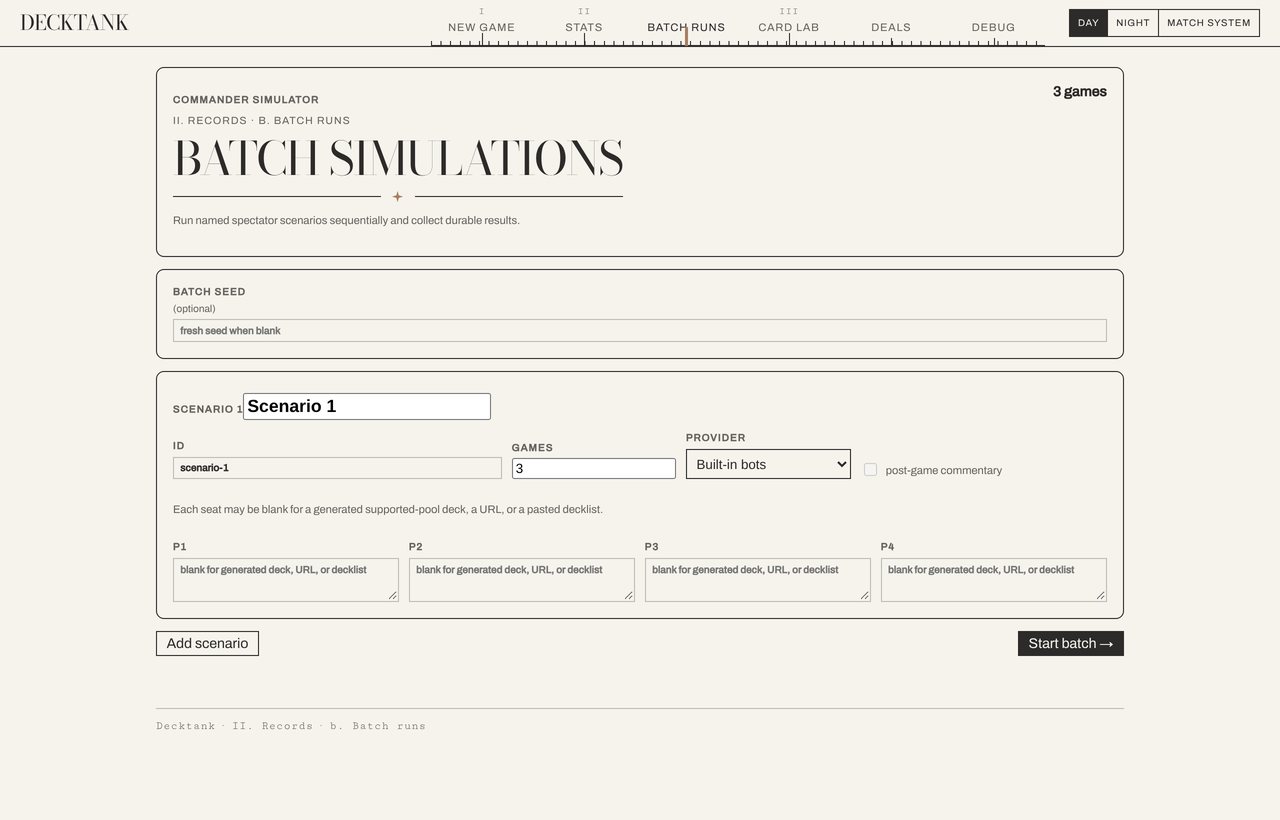 DECKTANK
I
NEW GAME
II
STATS
BATCH RUNS
III
CARD LAB
DEALS
DEBUG
DAY
NIGHT
MATCH SYSTEM
COMMANDER SIMULATOR
3 games
II. RECORDS · B. BATCH RUNS
BATCH SIMULATIONS
Run named spectator scenarios sequentially and collect durable results.
BATCH SEED
(optional)
fresh seed when blank
SCENARIO 1 Scenario 1
ID
scenario-1
GAMES
3
PROVIDER
Built-in bots
post-game commentary
Each seat may be blank for a generated supported-pool deck, a URL, or a pasted decklist.
P1
blank for generated deck, URL, or decklist
P2
blank for generated deck, URL, or decklist
P3
blank for generated deck, URL, or decklist
P4
blank for generated deck, URL, or decklist
Add scenario
Start batch →
Decktank · II. Records · b. Batch runs